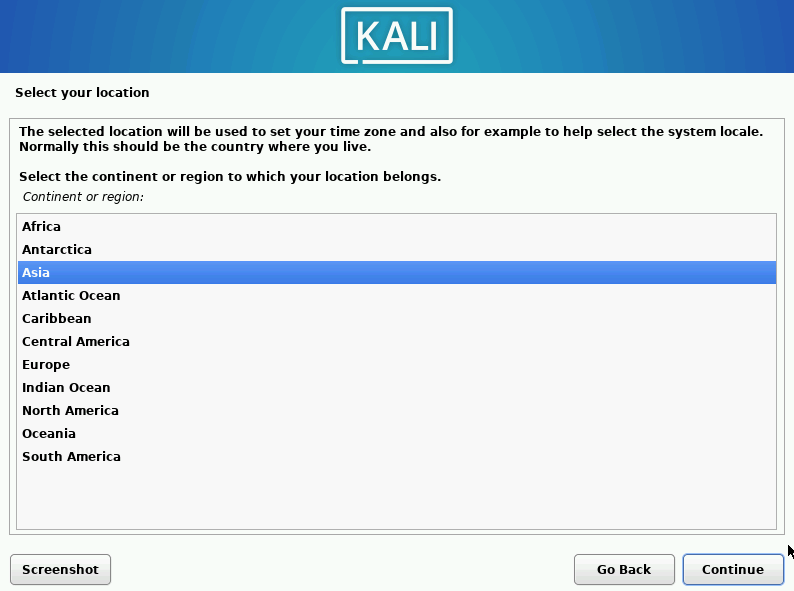 KALI
Select your location
The selected location will be used to set your time zone and also for example to help select the system locale.
Normally this should be the country where you live.
Select the continent or region to which your location belongs.
Continent or region:
Africa
Antarctica
Asia
Atlantic Ocean
Caribbean
Central America
Europe
Indian Ocean
North America
Oceania
South America
Screenshot
Go Back
Continue